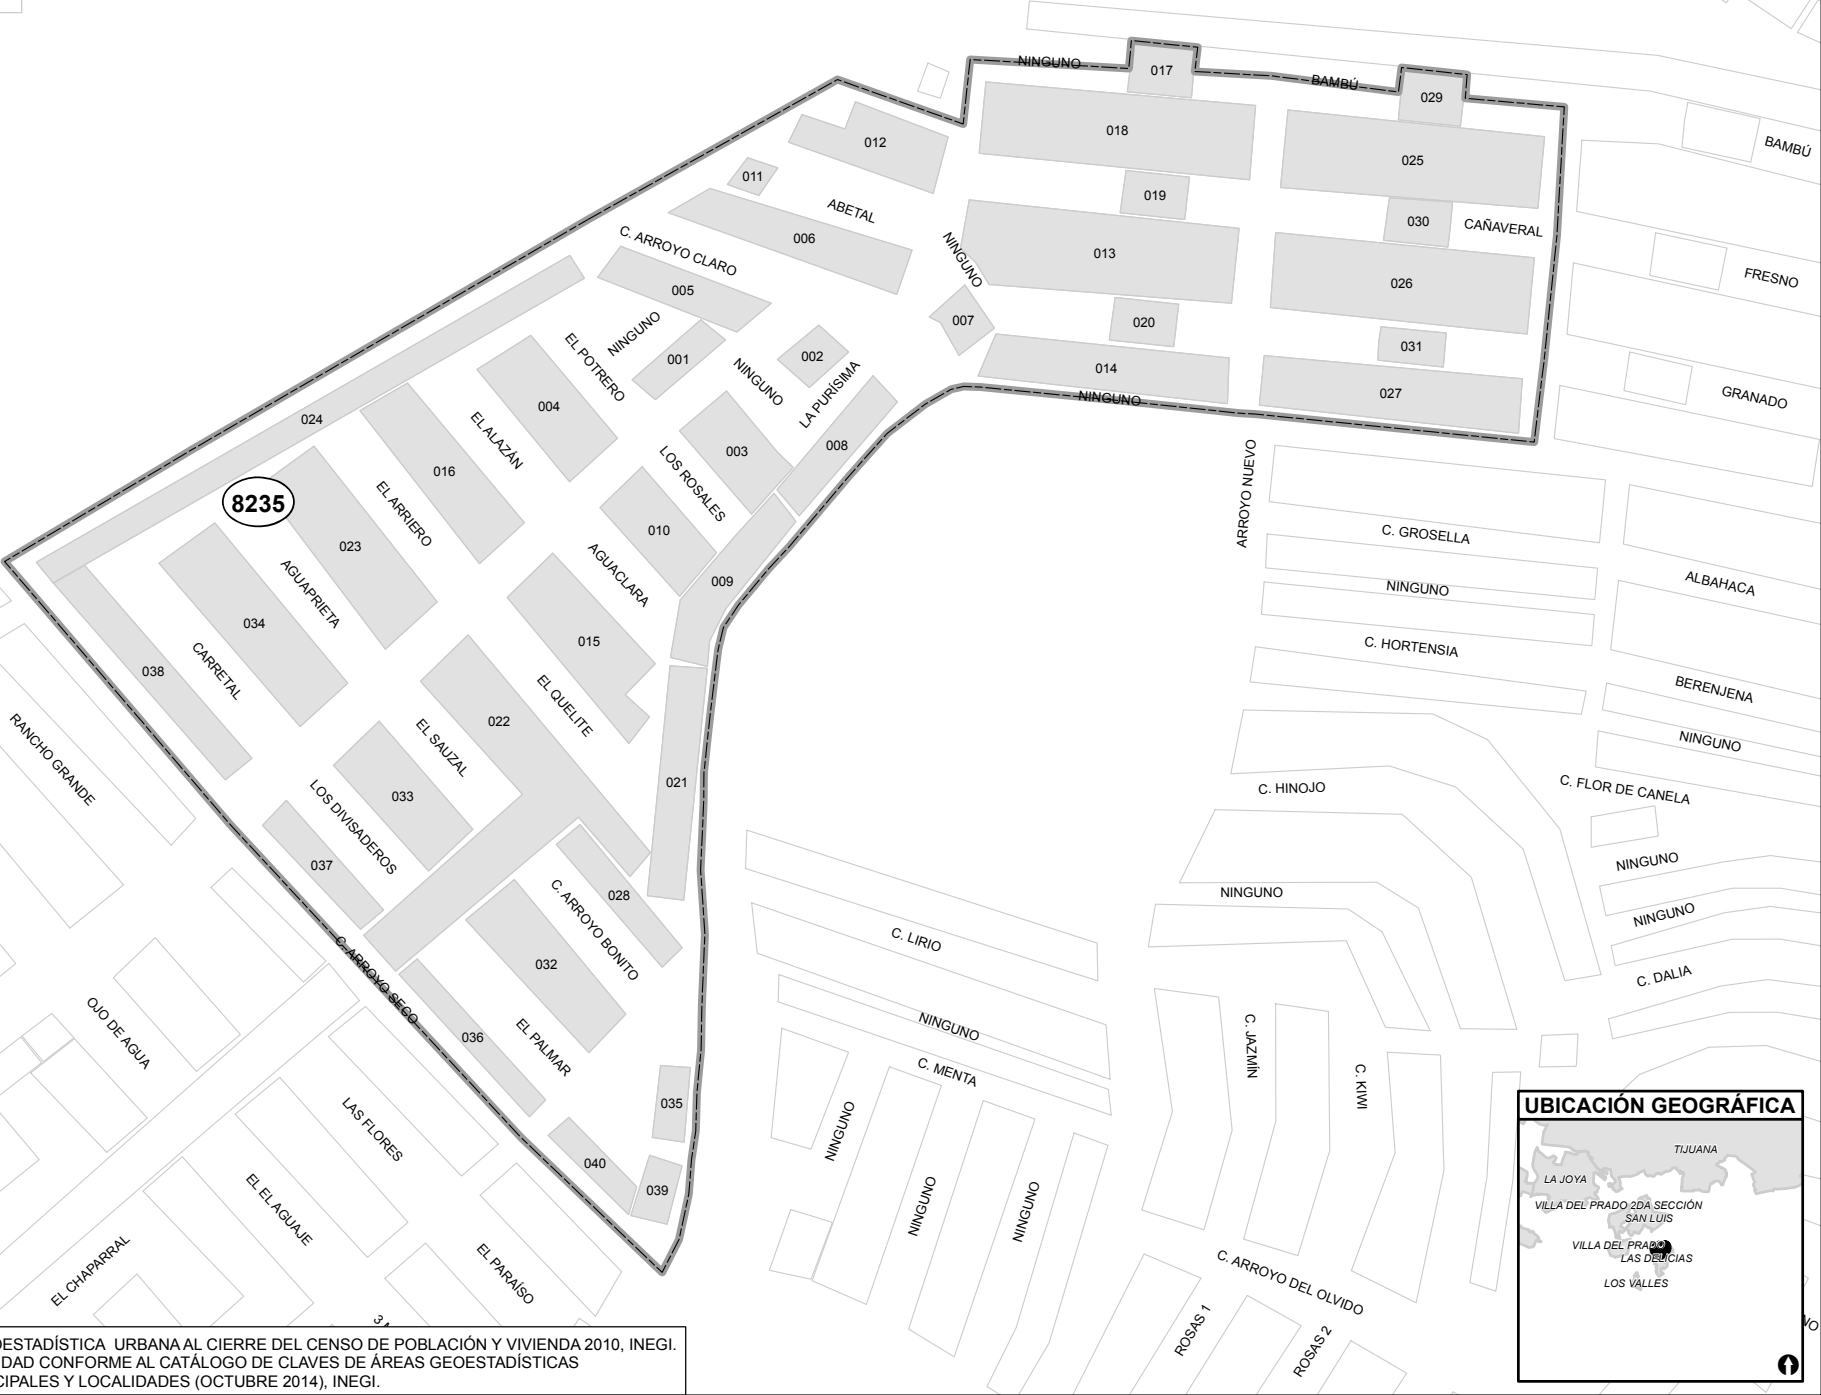 NINGUNO
017
BAMBÚ
029
012
018
025
BAMBÚ
011
019
030
CAÑAVERAL
ABETAL
006
C. ARROYO CLARO
NINGUNO
013
026
FRESNO
005
007
020
031
NINGUNO
EL POTRERO
001
002
NINGUNO
LA PURÍSIMA
014
027
GRANADO
NINGUNO
004
024
EL ALAZÁN
003
008
LOS ROSALES
016
8235
EL ARRIERO
023
010
009
ARROYO NUEVO
C. GROSELLA
AGUACLARA
AGUAPRIETA
034
015
NINGUNO
ALBAHACA
C. HORTENSIA
038
CARRETAL
EL QUELITE
022
EL SAUZAL
BERENJENA
NINGUNO
RANCHO GRANDE
021
033
LOS DIVISADEROS
C. HINOJO
C. FLOR DE CANELA
037
028
NINGUNO
NINGUNO
C. ARROYO BONITO
C. LIRIO
NINGUNO
032
C. ARROYO SECO
C. DALIA
OJO DE AGUA
036
EL PALMAR
NINGUNO
C. JAZMÍN
C. KIWI
C. MENTA
035
LAS FLORES
NINGUNO
040
039
EL EL AGUAJE
NINGUNO
NINGUNO
EL CHAPARRAL
EL PARAÍSO
C. ARROYO DEL OLVIDO
ROSAS 1
ROSAS 2
UBICACIÓN GEOGRÁFICA
TIJUANA
LA JOYA
VILLA DEL PRADO 2DA SECCIÓN
SAN LUIS
VILLA DEL PRADO
LAS DELICIAS
LOS VALLES
URBANA AL CIERRE DEL CENSO DE POBLACIÓN Y VIVIENDA 2010, INEGI.
CONFORME AL CATÁLOGO DE CLAVES DE ÁREAS GEOESTADÍSTICAS
Y LOCALIDADES (OCTUBRE 2014), INEGI.